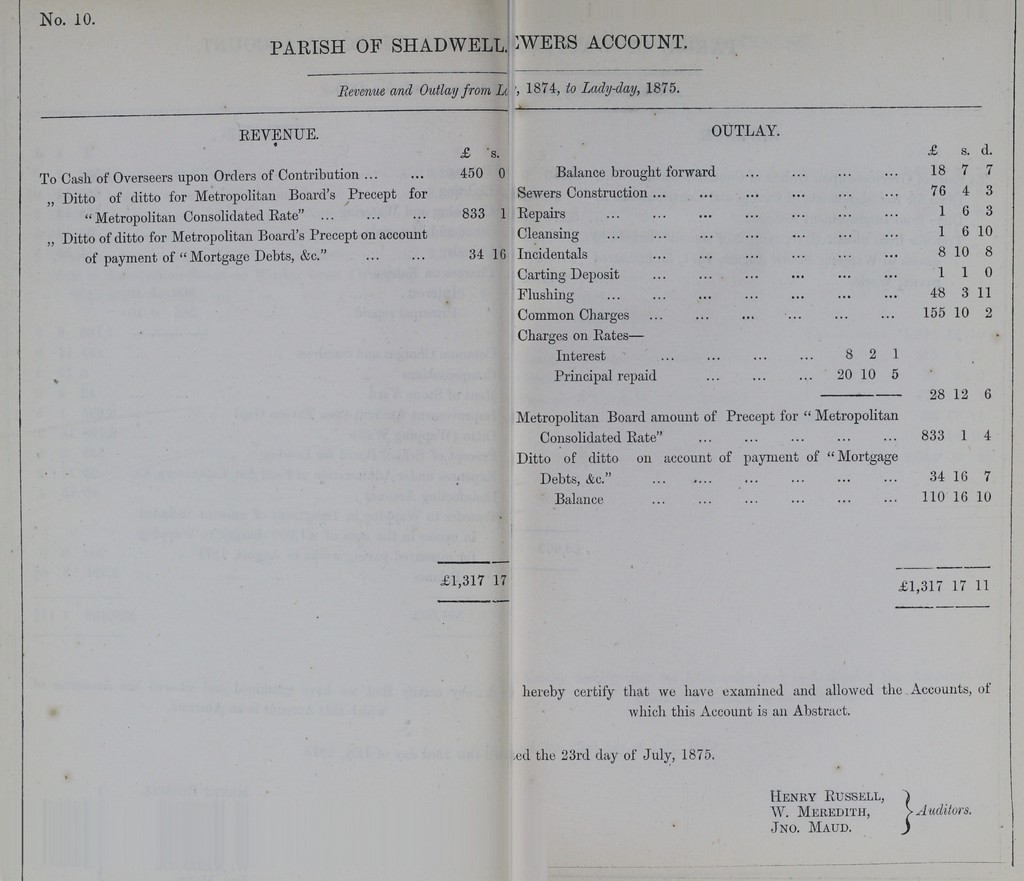 No. 10.
PARISH OF SHADWELL. EWERS ACCOUNT.
Revenue and Outlay from L , 1874, to Lady-day, 1875.
REVENUE.
£ s.
To Cash of Overseers upon Orders of Contribution ... ... 450 0
„ Ditto of ditto for Metropolitan Board's Precept for
"Metropolitan Consolidated Rate" ... ... ... 833 1
„ Ditto of ditto for Metropolitan Board's Precept on account
of payment of "Mortgage Debts, &c." ... ... 34 16
£1,317 17
OUTLAY.
£ s. d.
Balance brought forward ... ... ... ... 18 7 7
Sewers Construction ... ... ... ... ... ... 76 4 3
Repairs ... ... ... ... ... ... ... 1 6 3
Cleansing ... ... ... ... ... ... ... 1 6 10
Incidentals ... ... ... ... ... ... 8 10 8
Carting Deposit ... ... ... ... ... ... 1 1 0
Flushing ... ... ... ... ... ... ... 48 3 11
Common Charges ... ... ... ... ... ... 155 10 2
Charges on Rates—
Interest ... ... ... ... 8 2 1
Principal repaid ... ... ... 20 10 5
28 12 6
Metropolitan Board amount of Precept for "Metropolitan
Consolidated Rate" ... ... ... ... ... 833 1 4
Ditto of ditto on account of payment of "Mortgage
Debts, &c." ... ... ... ... ... ... 34 16 7
Balance ... ... ... ... ... ... 110 16 10
£1,317 17 11
hereby certify that we have examined and allowed the Accounts, of
which this Account is an Abstract.
ed the 23rd day of July, 1875.
HENRY RUSSELL,
W. MEREDITH,
JNO. MAUD.
} Auditors.